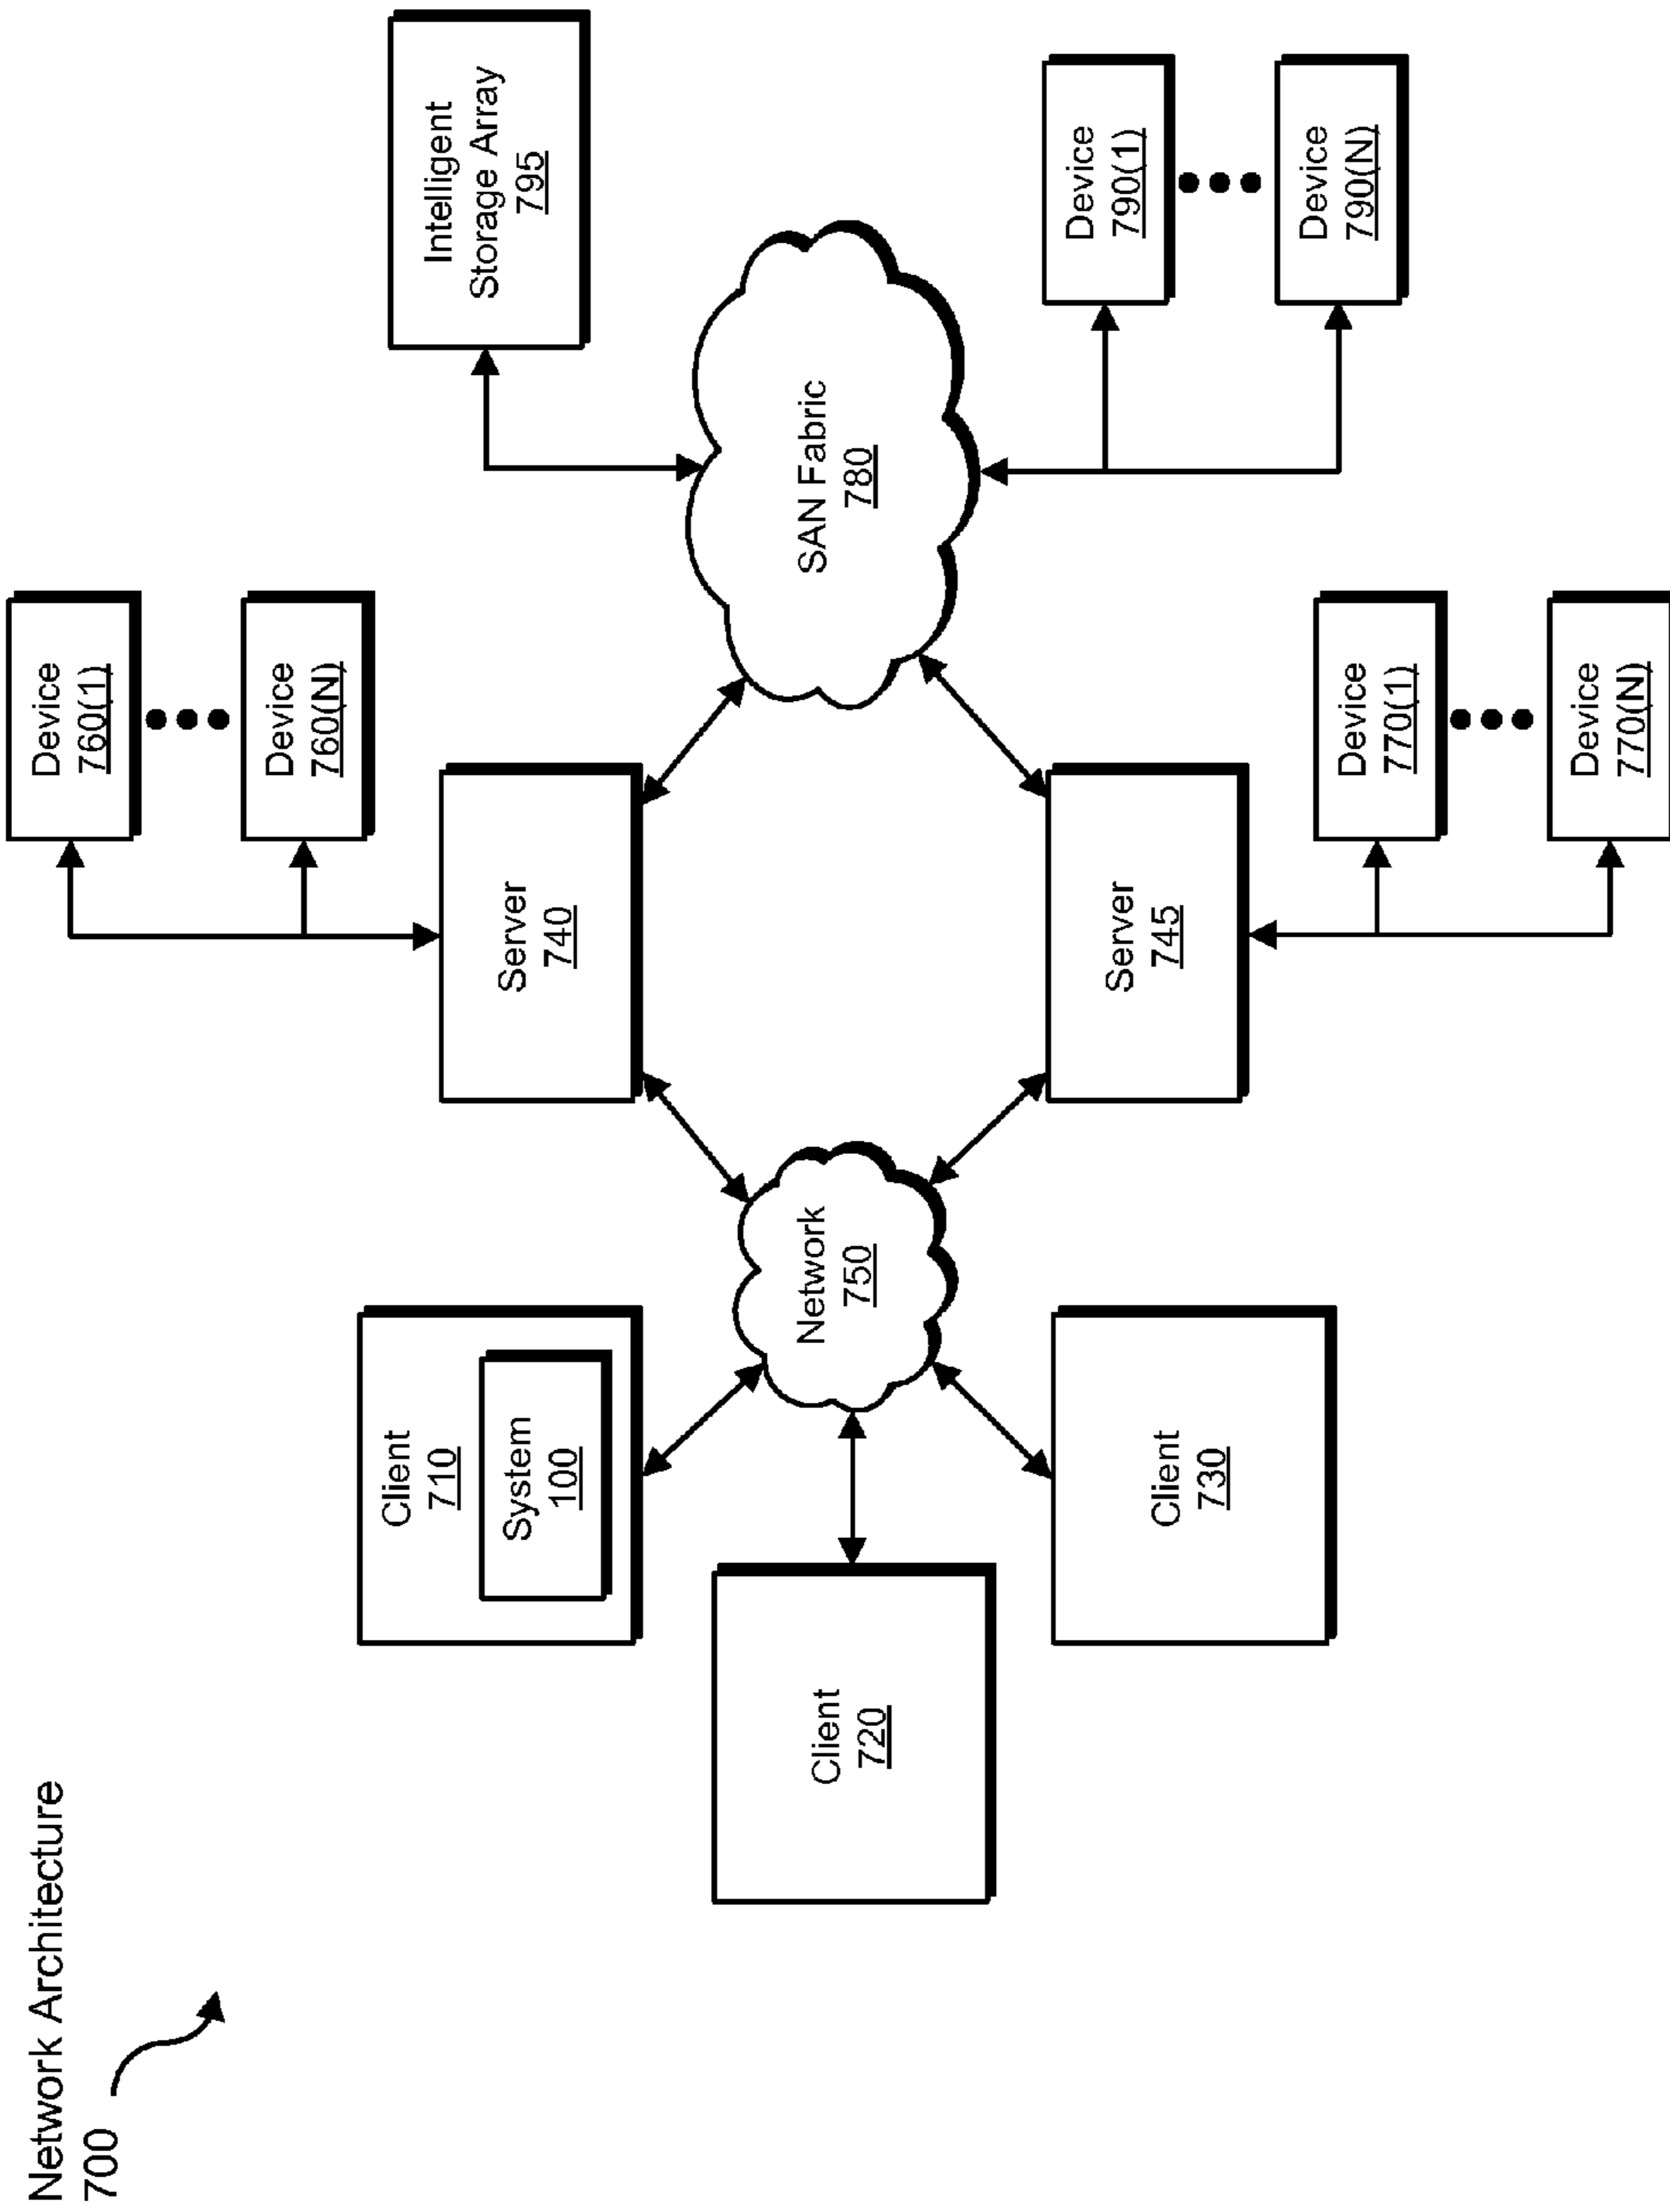 Network Architecture
700
Client
710
System
100
Client
720
Client
730
Network
750
Server
740
Server
745
Device
760(1)
Device
760(N)
Device
770(1)
Device
770(N)
SAN Fabric
780
Intelligent
Storage Array
795
Device
790(1)
Device
790(N)